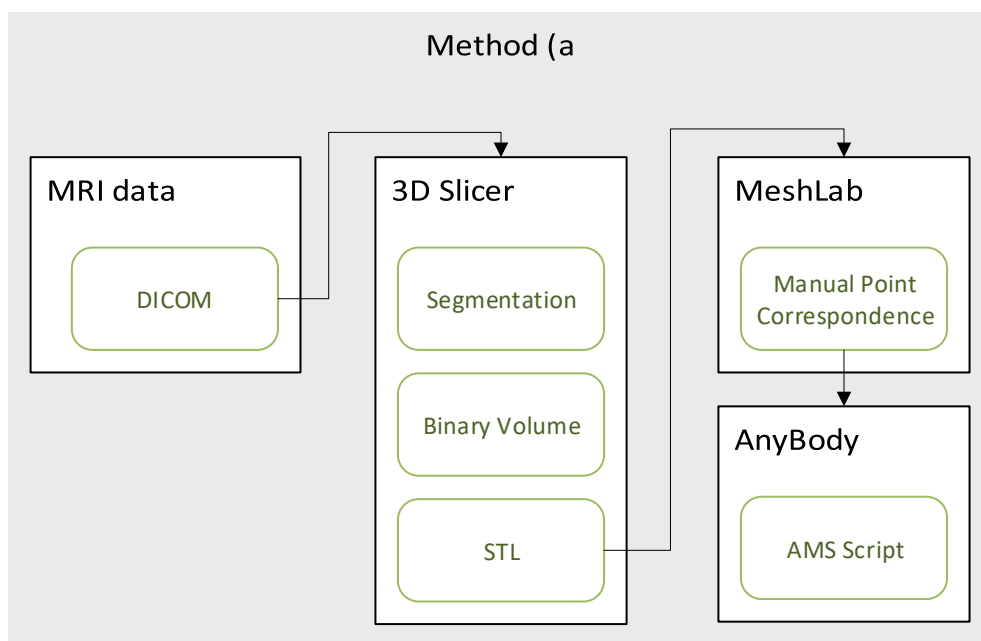 Method (a
MRI data
DICOM
3D Slicer
Segmentation
Binary Volume
STL
MeshLab
Manual Point
Correspondence
AnyBody
AMS Script